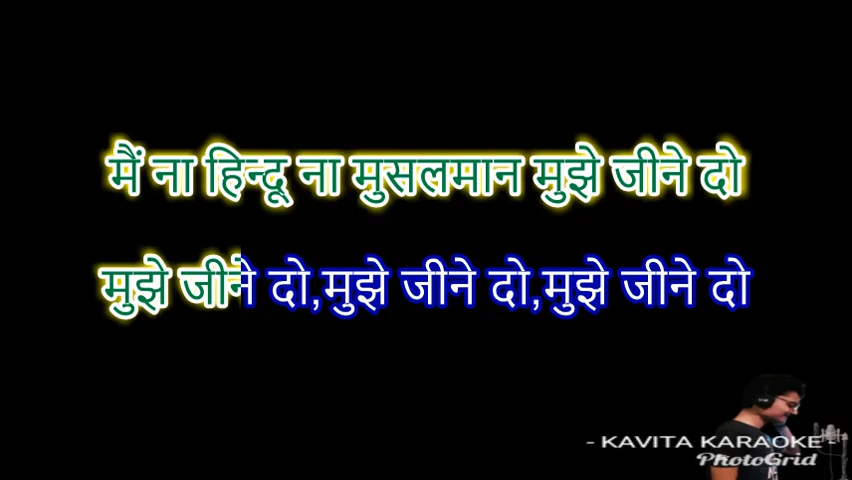 मैं ना हिन्दू ना मुसलमान मुझे जीने दो
मुझे जीने दो,मुझे जीने दो,मुझे जीने दो
- KAVITA KARAOKE -
PhotoGrid